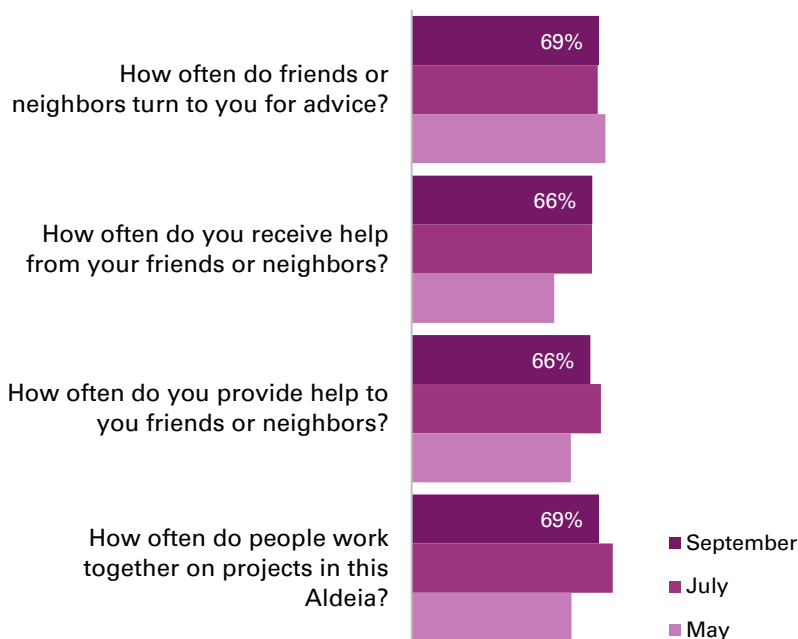 How often do friends or
neighbors turn to you for advice?
69%
How often do you receive help
from your friends or neighbors?
66%
How often do you provide help to
you friends or neighbors?
66%
How often do people work
together on projects in this
Aldeia?
69%
September
July
May